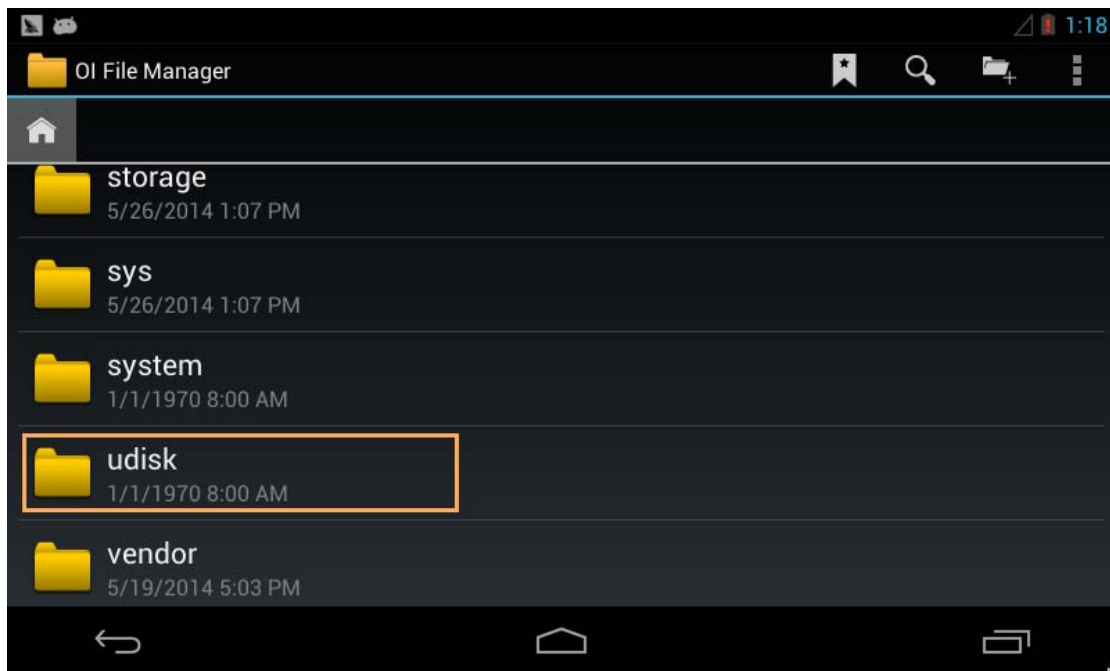 1:18
OI File Manager
storage
5/26/2014 1:07 PM
sys
5/26/2014 1:07 PM
system
1/1/1970 8:00 AM
udisk
1/1/1970 8:00 AM
vendor
5/19/2014 5:03 PM